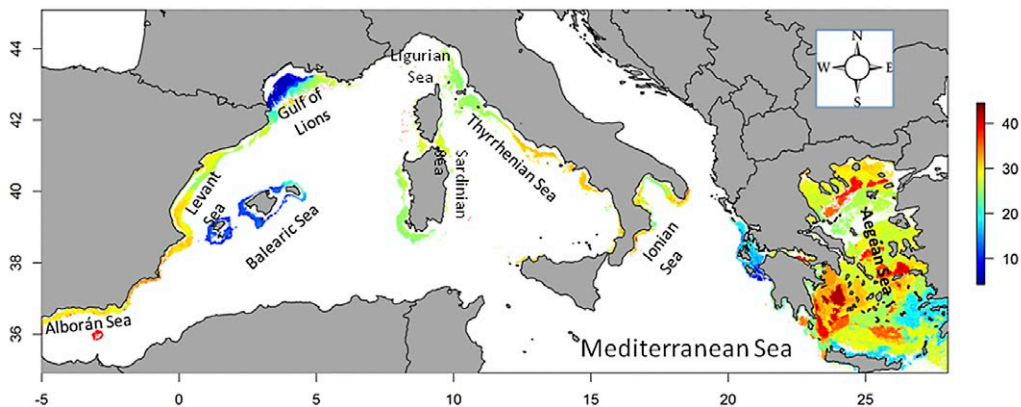 44
42
40
38
36
-5
0
5
10
15
20
25
Ligurian
Sea
Gulf of
Lions
Thyrrhenian Sea
Sardinian
Sea
Levant
Sea
Balearic Sea
Ionian
Sea
Aegean Sea
Alborán Sea
Mediterranean Sea
N
W
E
S
40
30
20
10